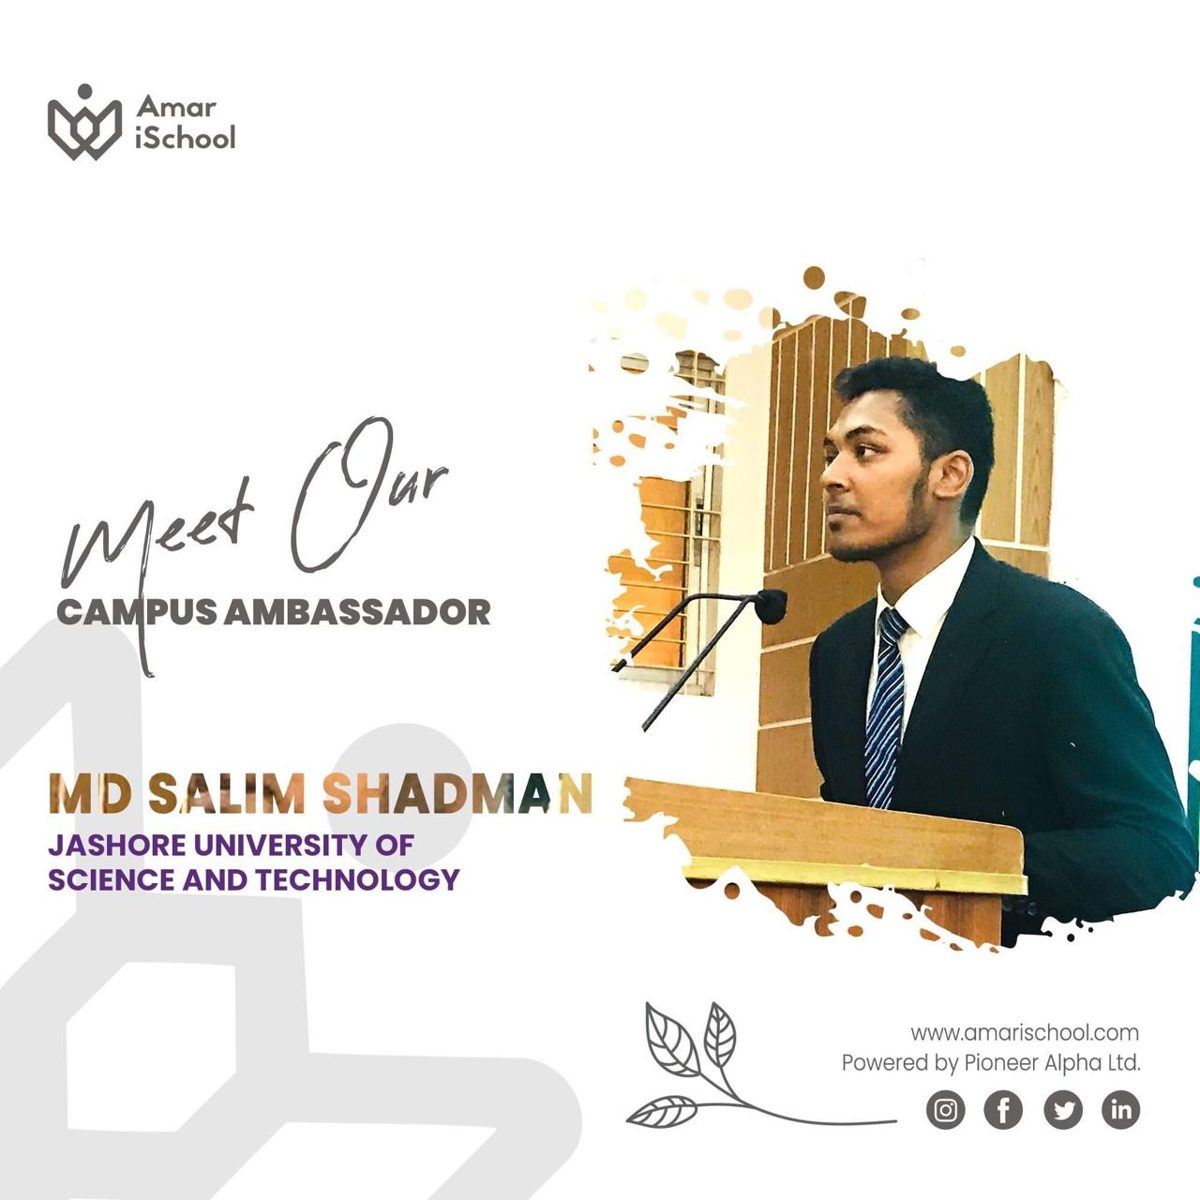 Amar
iSchool
Meet Our
CAMPUS AMBASSADOR
MD SALIM SHADMAN
JASHORE UNIVERSITY OF
SCIENCE AND TECHNOLOGY
www.amarischool.com
Powered by Pioneer Alpha Ltd.